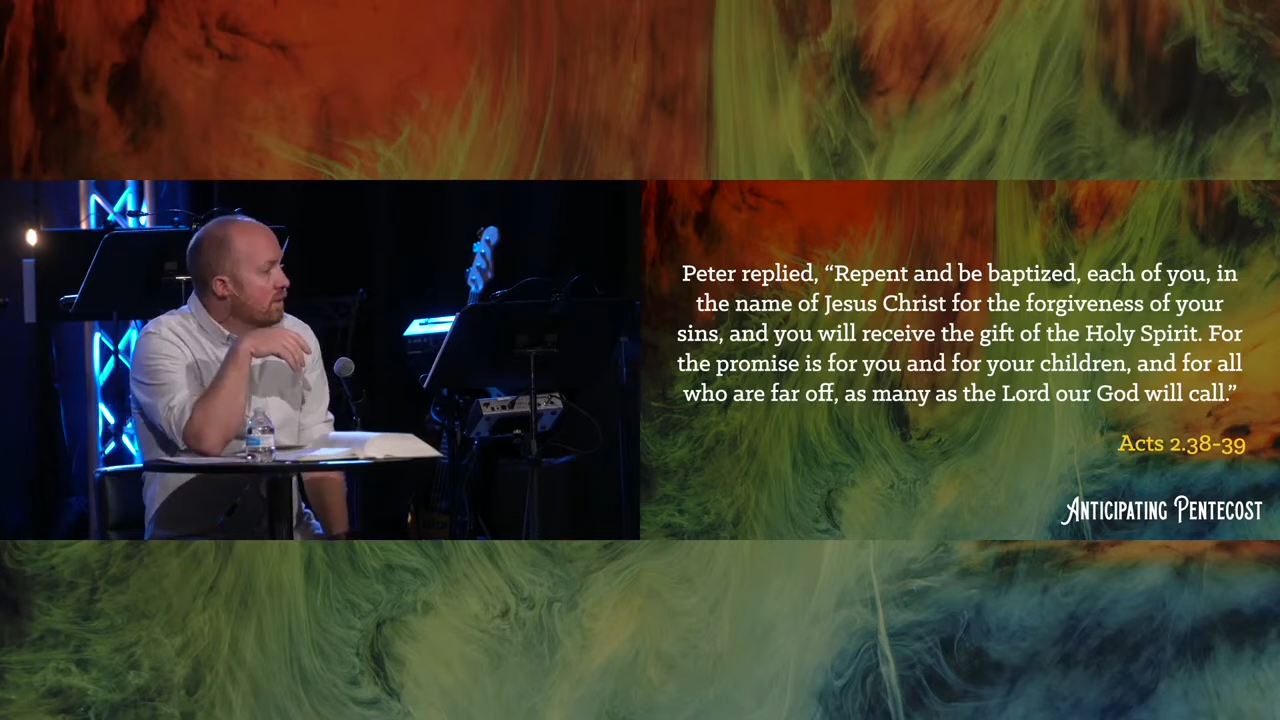 Peter replied, “Repent and be baptized, each of you, in
the name of Jesus Christ for the forgiveness of your
sins, and you will receive the gift of the Holy Spirit. For
the promise is for you and for your children, and for all
who are far off, as many as the Lord our God will call.”
Acts 2.38-39
Anticipating Pentecost